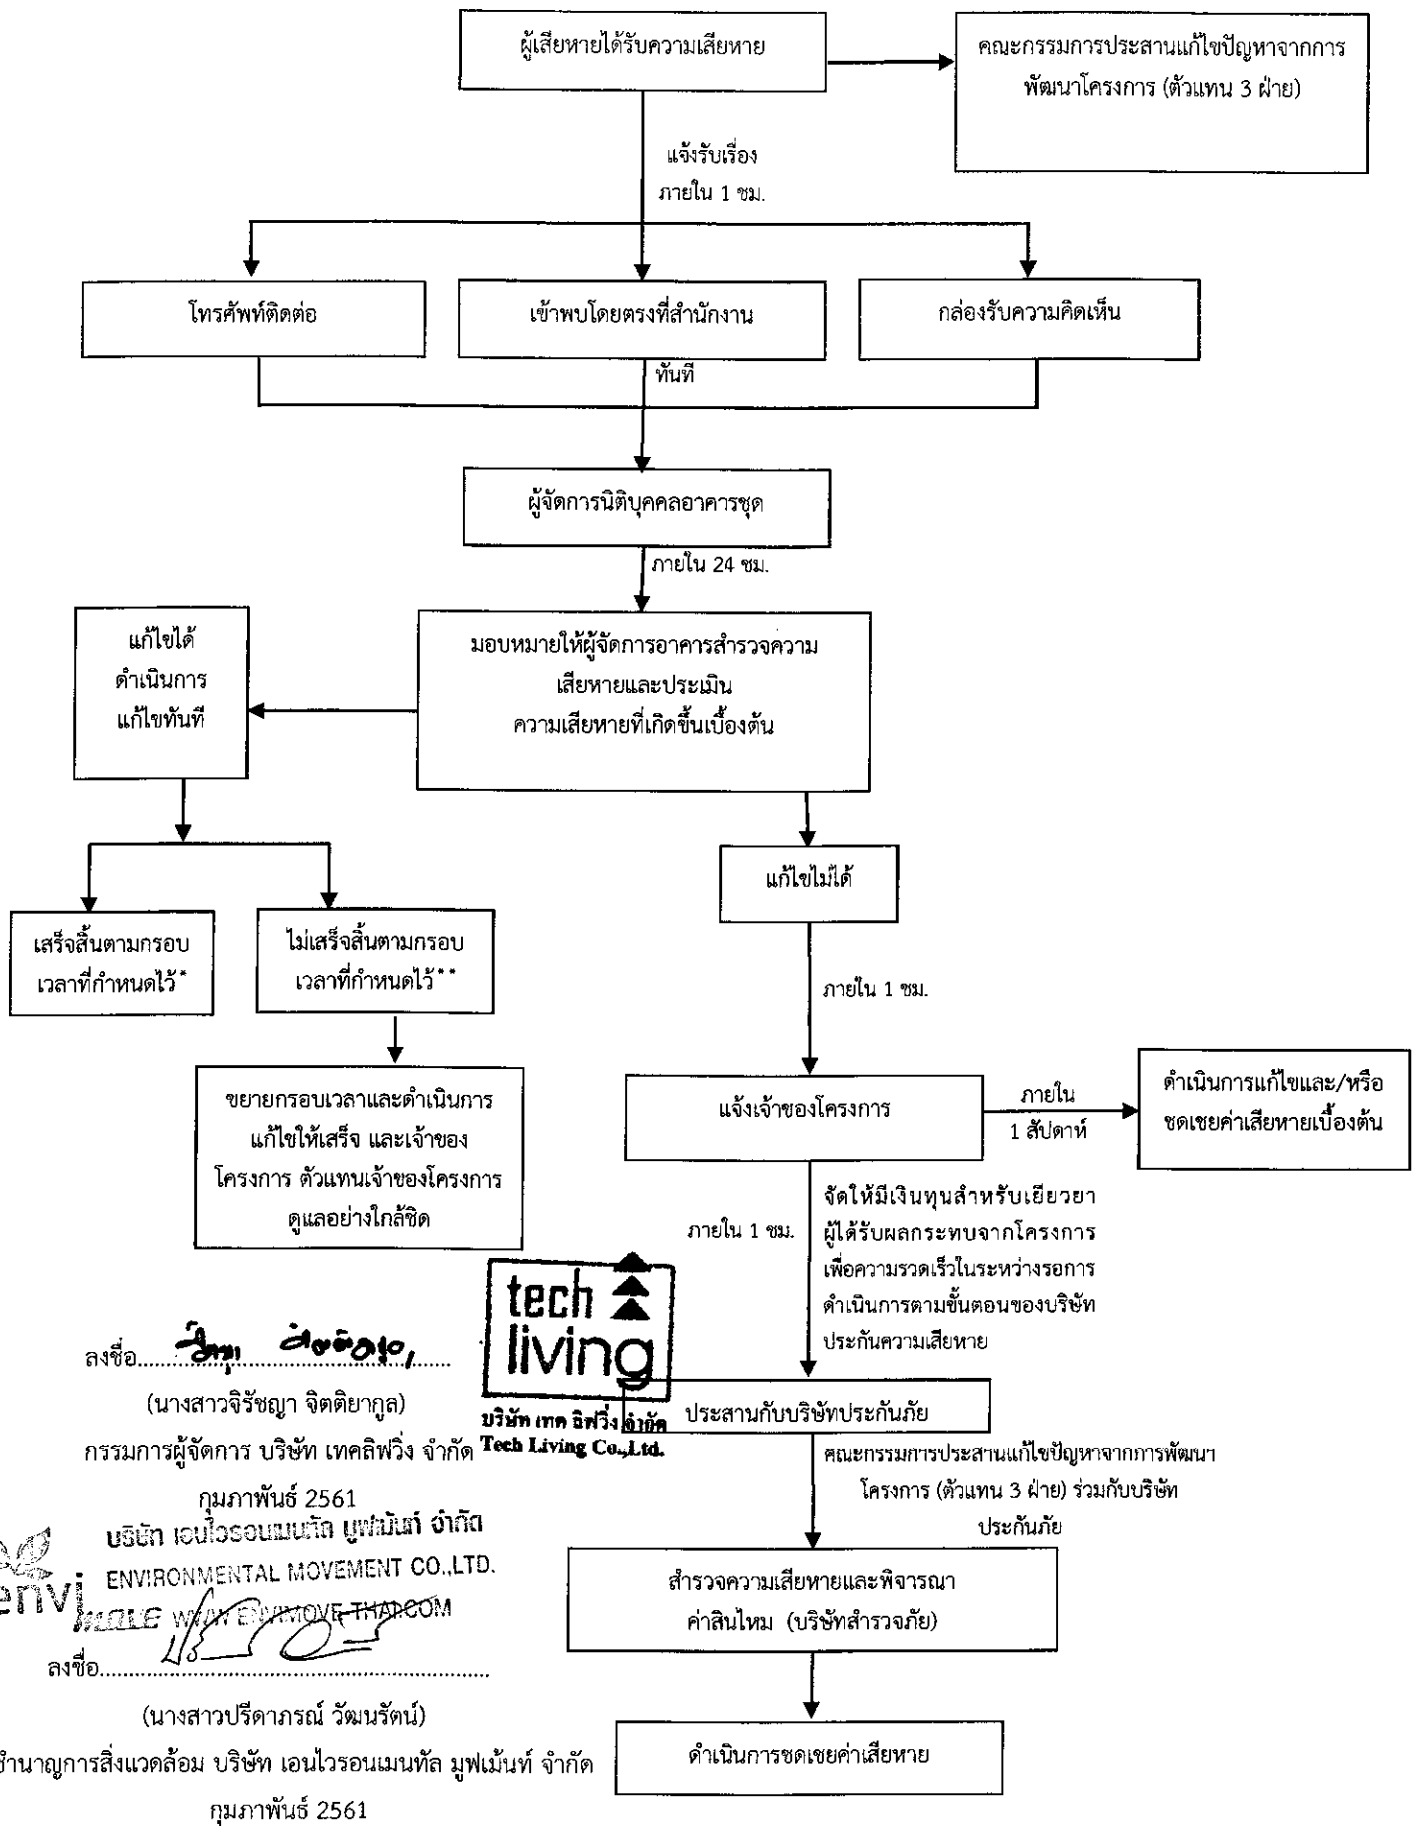 ผู้เสียหายได้รับความเสียหาย
คณะกรรมการประสานแก้ไขปัญหาจากการ
พัฒนาโครงการ (ตัวแทน 3 ฝ่าย)
แจ้งรับเรื่อง
ภายใน 1 ชม.
โทรศัพท์ติดต่อ
เข้าพบโดยตรงที่สำนักงาน
กล่องรับความคิดเห็น
ทันที
ผู้จัดการนิติบุคคลอาคารชุด
ภายใน 24 ชม.
แก้ไขได้
ดำเนินการ
แก้ไขทันที
มอบหมายให้ผู้จัดการอาคารสำรวจความ
เสียหายและประเมิน
ความเสียหายที่เกิดขึ้นเบื้องต้น
แก้ไขไม่ได้
เสร็จสิ้นตามกรอบ
เวลาที่กำหนดไว้*
ไม่เสร็จสิ้นตามกรอบ
เวลาที่กำหนดไว้**
ภายใน 1 ชม.
ขยายกรอบเวลาและดำเนินการ
แก้ไขให้เสร็จ และเจ้าของ
โครงการ ตัวแทนเจ้าของโครงการ
ดูแลอย่างใกล้ชิด
แจ้งเจ้าของโครงการ
ภายใน
1 สัปดาห์
ดำเนินการแก้ไขและ/หรือ
ชดเชยค่าเสียหายเบื้องต้น
ภายใน 1 ชม.
จัดให้มีเงินทุนสำหรับเยียวยา
ผู้ได้รับผลกระทบจากโครงการ
เพื่อความรวดเร็วในระหว่างรอการ
ดำเนินการตามขั้นตอนของบริษัท
ประกันความเสียหาย
tech
living
บริษัท เทค ลิฟวิ่ง จำกัด
Tech Living Co.,Ltd.
ลงชื่อ
(นางสาวจิรัชญา จิตติยากูล)
กรรมการผู้จัดการ บริษัท เทคลิฟวิ่ง จำกัด
กุมภาพันธ์ 2561
ประสานกับบริษัทประกันภัย
คณะกรรมการประสานแก้ไขปัญหาจากการพัฒนา
โครงการ (ตัวแทน 3 ฝ่าย) ร่วมกับบริษัท
ประกันภัย
สำรวจความเสียหายและพิจารณา
ค่าสินไหม (บริษัทสำรวจภัย)
ดำเนินการชดเชยค่าเสียหาย
บริษัท เอนไวรอนเมนทัล มูฟเม้นท์ จำกัด
envi
ENVIRONMENTAL MOVEMENT CO.,LTD.
WWW ENVIMOVE-THAI.COM
ลงชื่อ
(นางสาวปรีดาภรณ์ วัฒนรัตน์)
ชำนาญการสิ่งแวดล้อม บริษัท เอนไวรอนเมนทัล มูฟเม้นท์ จำกัด
กุมภาพันธ์ 2561